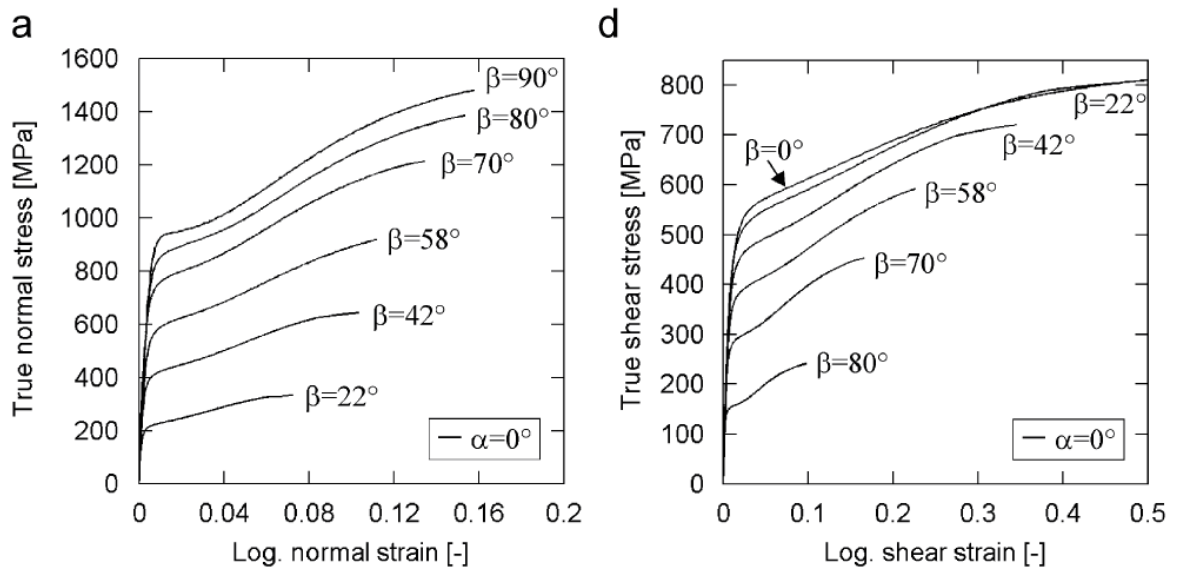 a
True normal stress [MPa]
1600
1400
1200
1000
800
600
400
200
0
β=90°
β=80°
β=70°
β=58°
β=42°
β=22°
α=0°
0 0.04 0.08 0.12 0.16 0.2
Log. normal strain [-]
d
True shear stress [MPa]
800
700
600
500
400
300
200
100
0
β=0°
β=22°
β=42°
β=58°
β=70°
β=80°
α=0°
0 0.1 0.2 0.3 0.4 0.5
Log. shear strain [-]